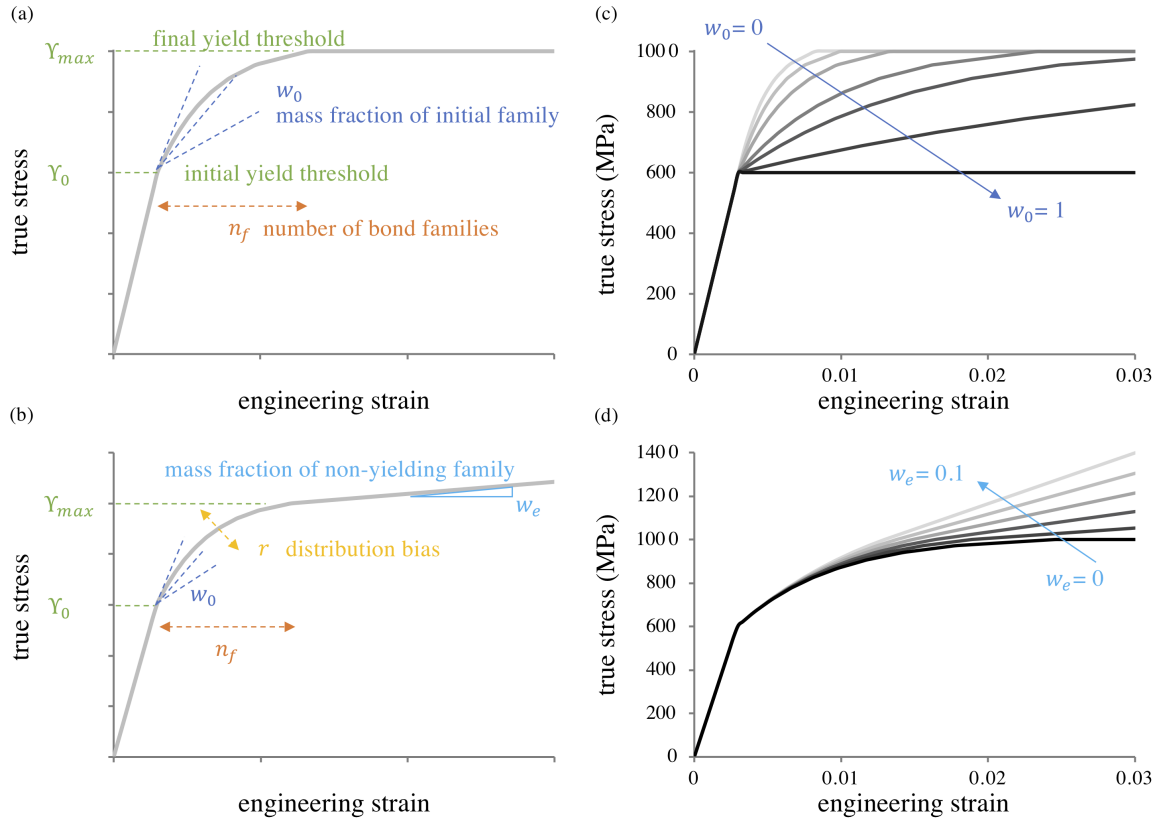 (a)
ϒmax
final yield threshold
w0
mass fraction of initial family
ϒ0
initial yield threshold
nf number of bond families
true stress
engineering strain
(b)
mass fraction of non-yielding family
ϒmax
we
r distribution bias
ϒ0
w0
nf
true stress
engineering strain
(c)
w0= 0
w0= 1
1000
800
600
400
200
0
0
0.01
0.02
0.03
true stress (MPa)
engineering strain
(d)
we= 0.1
we= 0
1400
1200
1000
800
600
400
200
0
0
0.01
0.02
0.03
true stress (MPa)
engineering strain